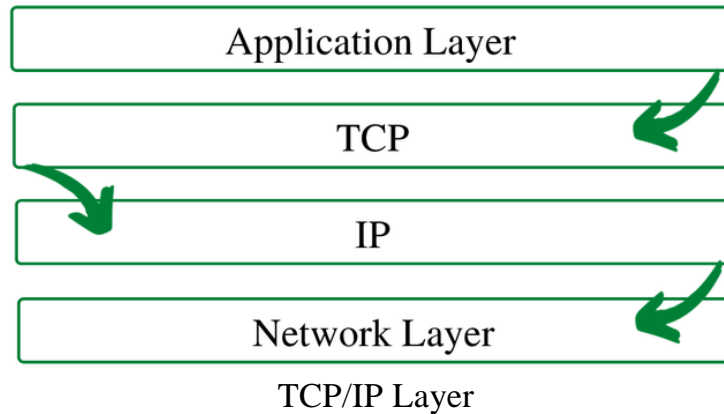 Application Layer
TCP
IP
Network Layer
TCP/IP Layer